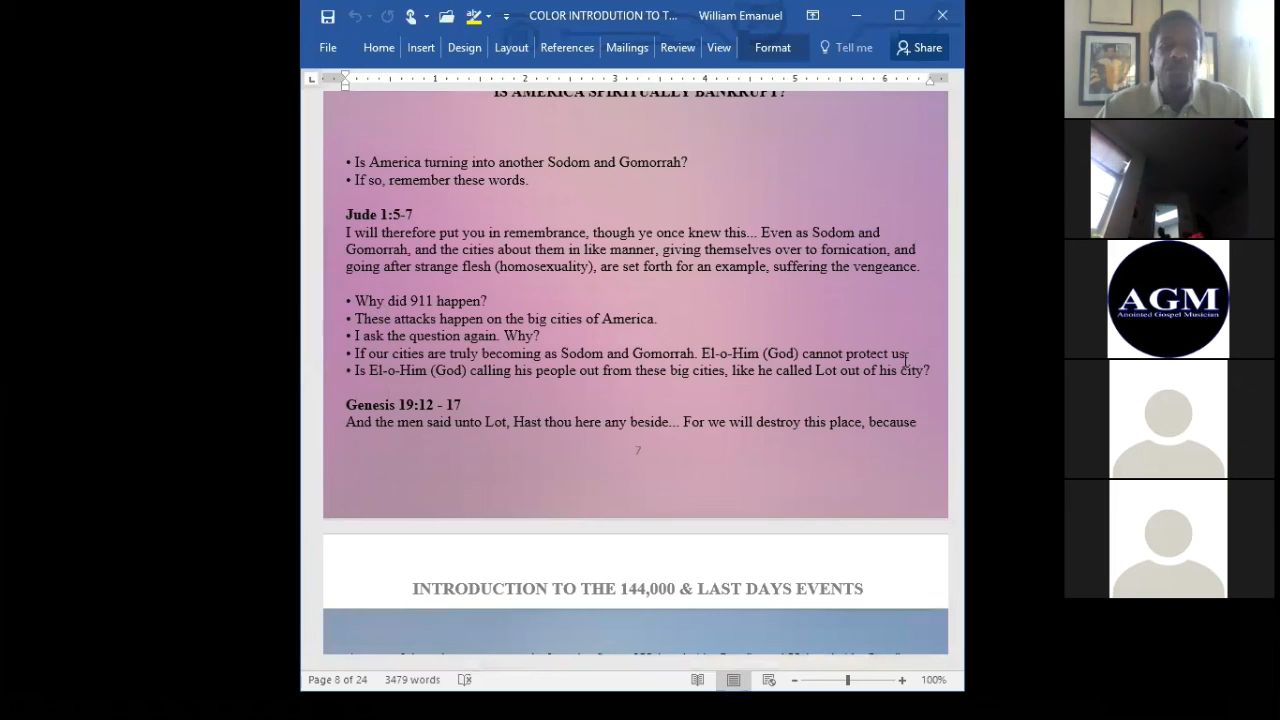 COLOR INTRODUTION TO T...
William Emanuel
File
Home
Insert
Design
Layout
References
Mailings
Review
View
Format
Tell me
Share
L
1
2
3
4
5
6
IS AMERICA SPIRITUALLY BANKRUPT?
• Is America turning into another Sodom and Gomorrah?
• If so, remember these words.
Jude 1:5-7
I will therefore put you in remembrance, though ye once knew this... Even as Sodom and
Gomorrah, and the cities about them in like manner, giving themselves over to fornication, and
going after strange flesh (homosexuality), are set forth for an example, suffering the vengeance.
• Why did 911 happen?
• These attacks happen on the big cities of America.
• I ask the question again. Why?
• If our cities are truly becoming as Sodom and Gomorrah. El-o-Him (God) cannot protect us.
• Is El-o-Him (God) calling his people out from these big cities, like he called Lot out of his city?
Genesis 19:12 - 17
And the men said unto Lot, Hast thou here any beside... For we will destroy this place, because
7
INTRODUCTION TO THE 144,000 & LAST DAYS EVENTS
Page 8 of 24
3479 words
100%
AGM
Anointed Gospel Musician